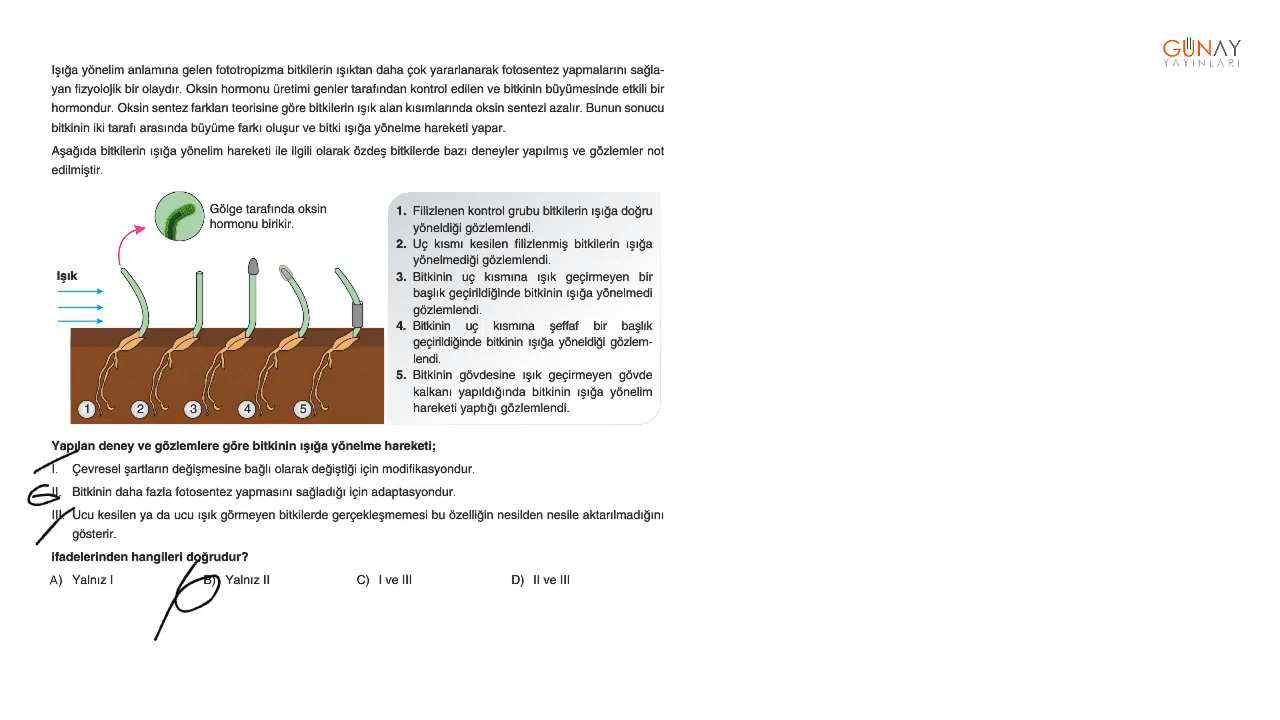 GÜNAY
YAYINLARI
Işığa yönelim anlamına gelen fototropizma bitkilerin ışıktan daha çok yararlanarak fotosentez yapmalarını sağla-
yan fizyolojik bir olaydır. Oksin hormonu üretimi genler tarafından kontrol edilen ve bitkinin büyümesinde etkili bir
hormondur. Oksin sentez farkları teorisine göre bitkilerin ışık alan kısımlarında oksin sentezi azalır. Bunun sonucu
bitkinin iki tarafı arasında büyüme farkı oluşur ve bitki ışığa yönelme hareketi yapar.
Aşağıda bitkilerin ışığa yönelim hareketi ile ilgili olarak özdeş bitkilerde bazı deneyler yapılmış ve gözlemler not
edilmiştir.
Gölge tarafında oksin
hormonu birikir.
Işık
1 2 3 4 5
1. Filizlenen kontrol grubu bitkilerin ışığa doğru
yöneldiği gözlemlendi.
2. Uç kısmı kesilen filizlenmiş bitkilerin ışığa
yönelmediği gözlemlendi.
3. Bitkinin uç kısmına ışık geçirmeyen bir
başlık geçirildiğinde bitkinin ışığa yönelmedi
gözlemlendi.
4. Bitkinin uç kısmına şeffaf bir başlık
geçirildiğinde bitkinin ışığa yöneldiği gözlem-
lendi.
5. Bitkinin gövdesine ışık geçirmeyen gövde
kalkanı yapıldığında bitkinin ışığa yönelim
hareketi yaptığı gözlemlendi.
Yapılan deney ve gözlemlere göre bitkinin ışığa yönelme hareketi;
I. Çevresel şartların değişmesine bağlı olarak değiştiği için modifikasyondur.
II. Bitkinin daha fazla fotosentez yapmasını sağladığı için adaptasyondur.
III. Ucu kesilen ya da ucu ışık görmeyen bitkilerde gerçekleşmemesi bu özelliğin nesilden nesile aktarılmadığını
gösterir.
ifadelerinden hangileri doğrudur?
A) Yalnız I B) Yalnız II C) I ve III D) II ve III